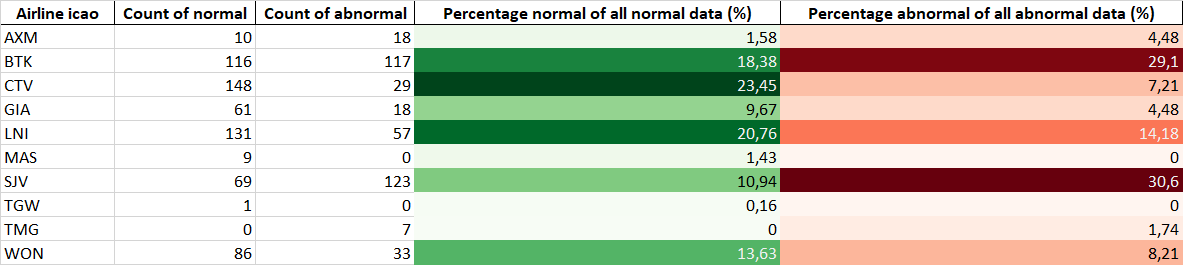 Airline icao Count of normal Count of abnormal Percentage normal of all normal data (%) Percentage abnormal of all abnormal data (%)
AXM 10 18 1,58 4,48
BTK 116 117 18,38 29,1
CTV 148 29 23,45 7,21
GIA 61 18 9,67 4,48
LNI 131 57 20,76 14,18
MAS 9 0 1,43 0
SJV 69 123 10,94 30,6
TGW 1 0 0,16 0
TMG 0 7 0 1,74
WON 86 33 13,63 8,21